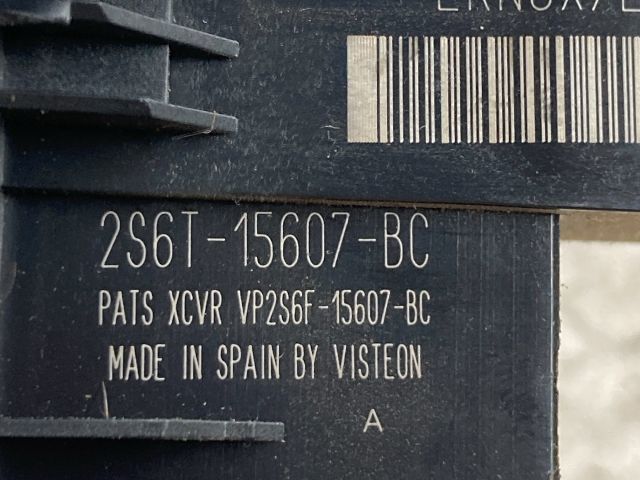 2S6T-15607-BC
PATS XCVR VP2S6F-15607-BC
MADE IN SPAIN BY VISTEON
A